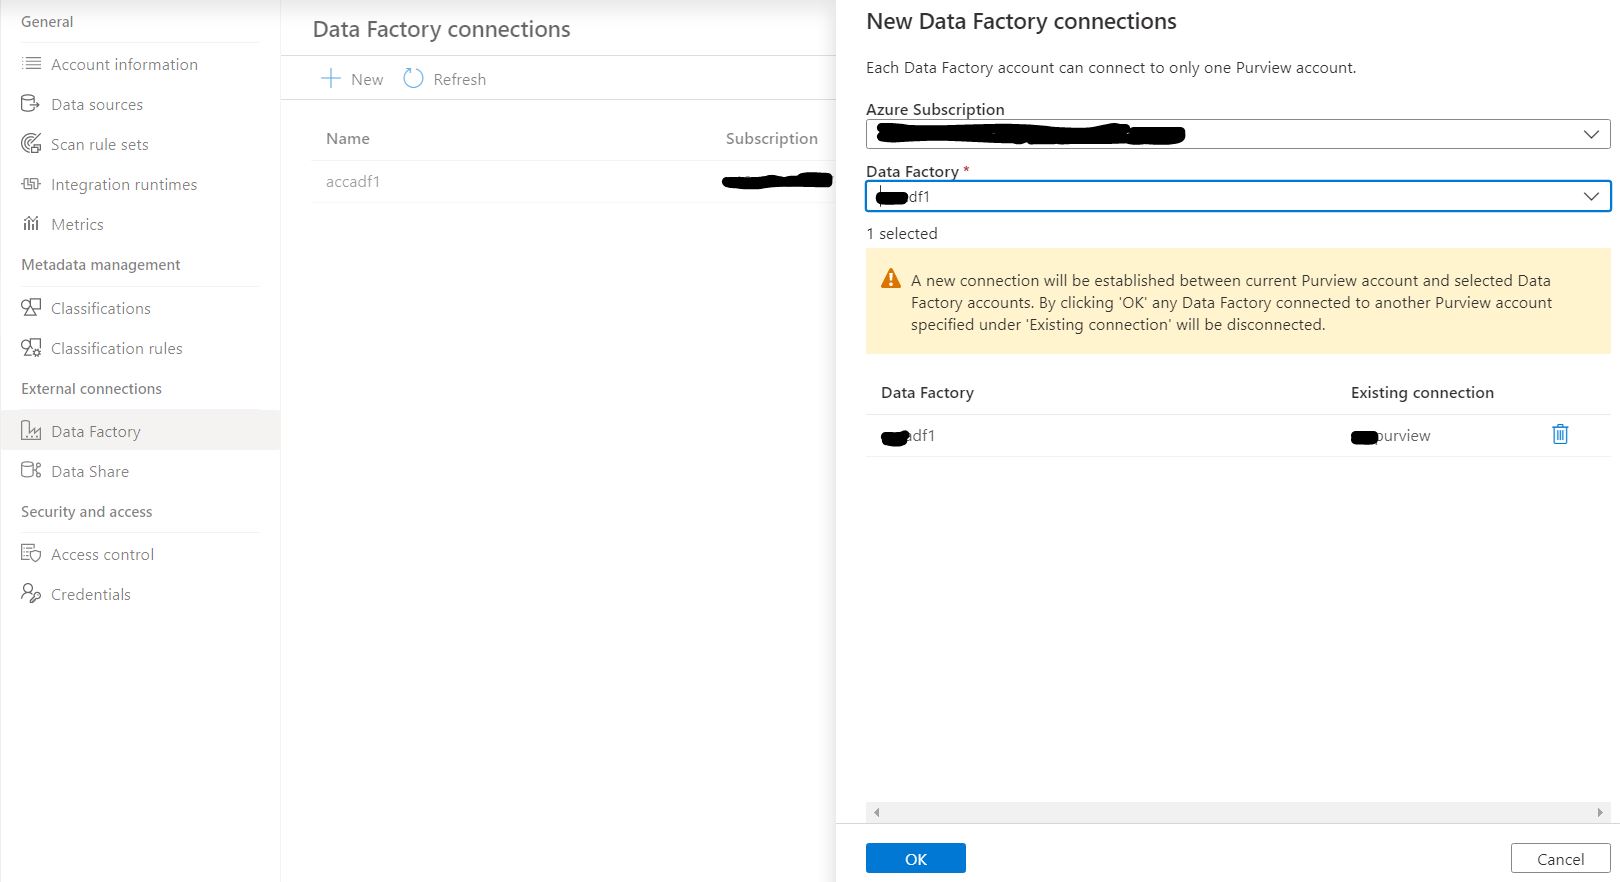 General
Account information
Data sources
Scan rule sets
Integration runtimes
Metrics
Metadata management
Classifications
Classification rules
External connections
Data Factory
Data Share
Security and access
Access control
Credentials
Data Factory connections
New Refresh
Name Subscription
accadf1
New Data Factory connections
Each Data Factory account can connect to only one Purview account.
Azure Subscription
Data Factory *
df1
1 selected
A new connection will be established between current Purview account and selected Data
Factory accounts. By clicking 'OK' any Data Factory connected to another Purview account
specified under 'Existing connection' will be disconnected.
Data Factory Existing connection
adf1 purview
OK Cancel